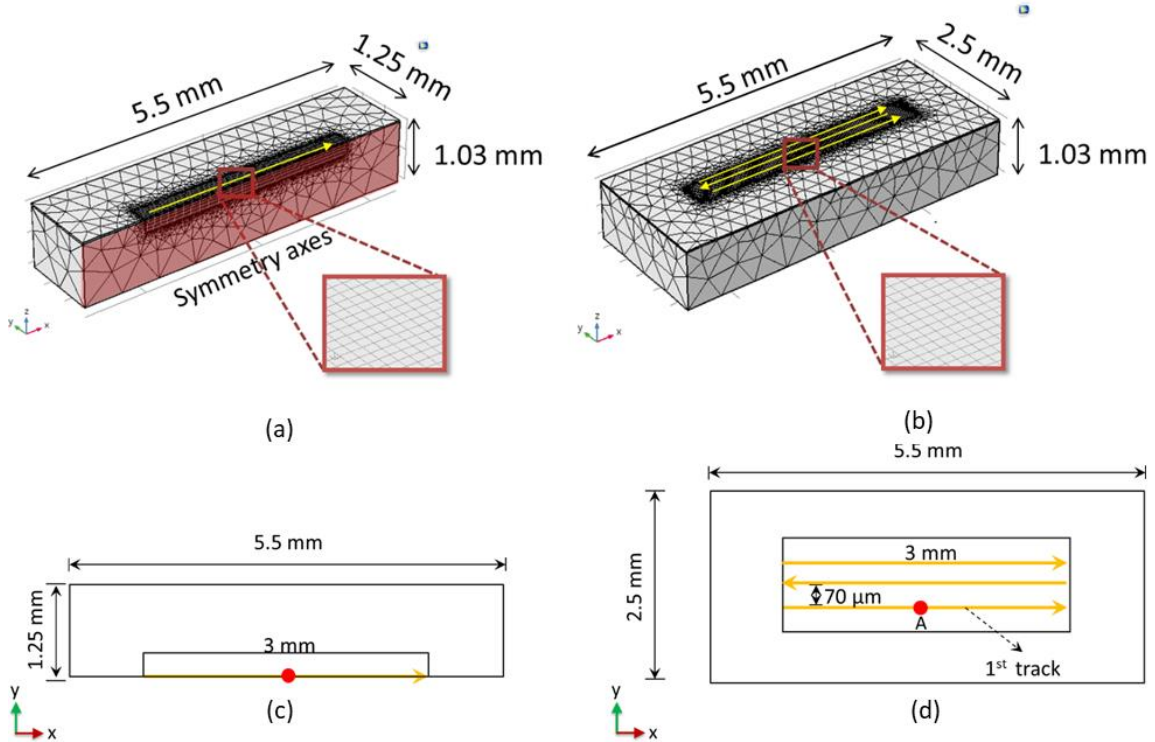 5.5 mm
1.25 mm
1.03 mm
Symmetry axes
y z x
(a)
5.5 mm
2.5 mm
1.03 mm
y z x
(b)
5.5 mm
1.25 mm
3 mm
y
x
(c)
5.5 mm
2.5 mm
3 mm
70 µm
A
1st track
y
x
(d)